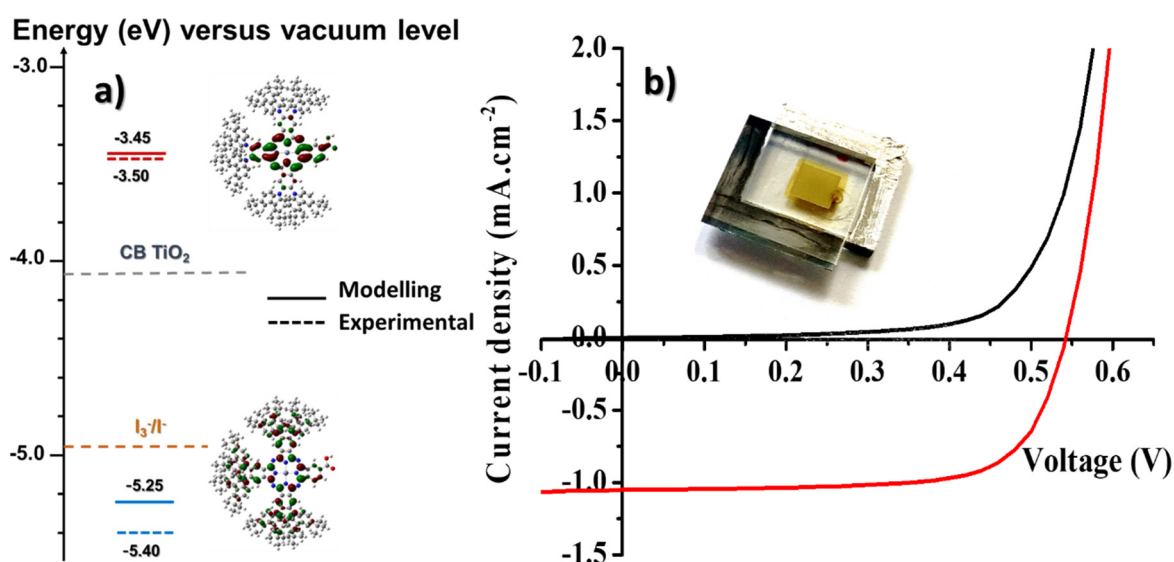 Energy (eV) versus vacuum level
a)
-3.0
-3.45
-3.50
CB TiO₂
-4.0
Modelling
Experimental
I₃⁻/I⁻
-5.0
-5.25
-5.40
b)
Current density (mA.cm⁻²)
2.0
1.5
1.0
0.5
0.0
-0.5
-1.0
-1.5
-0.1
0.0
0.1
0.2
0.3
0.4
0.5
0.6
Voltage (V)